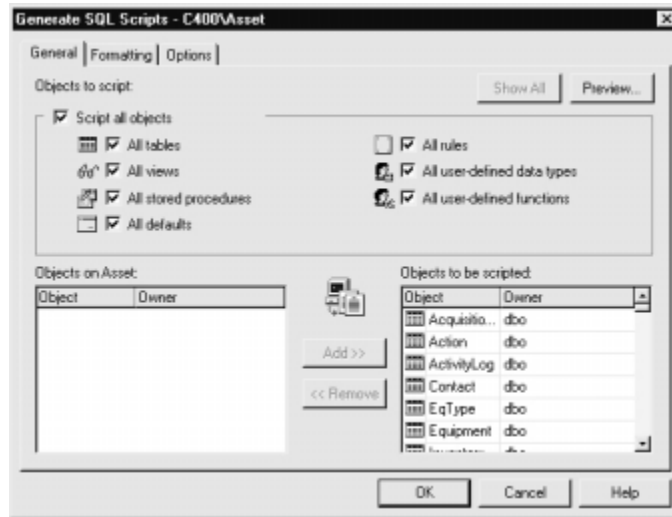 Generate SQL Scripts - C400\Asset
General Formatting Options
Objects to script:
Show All Preview...
Script all objects
All tables
All rules
All views
All user-defined data types
All stored procedures
All user-defined functions
All defaults
Objects on Asset:
Objects to be scripted:
Object Owner
Object Owner
Acquisitio... dbo
Action dbo
Add >>
ActivityLog dbo
Contact dbo
<< Remove
EqType dbo
Equipment dbo
OK Cancel Help